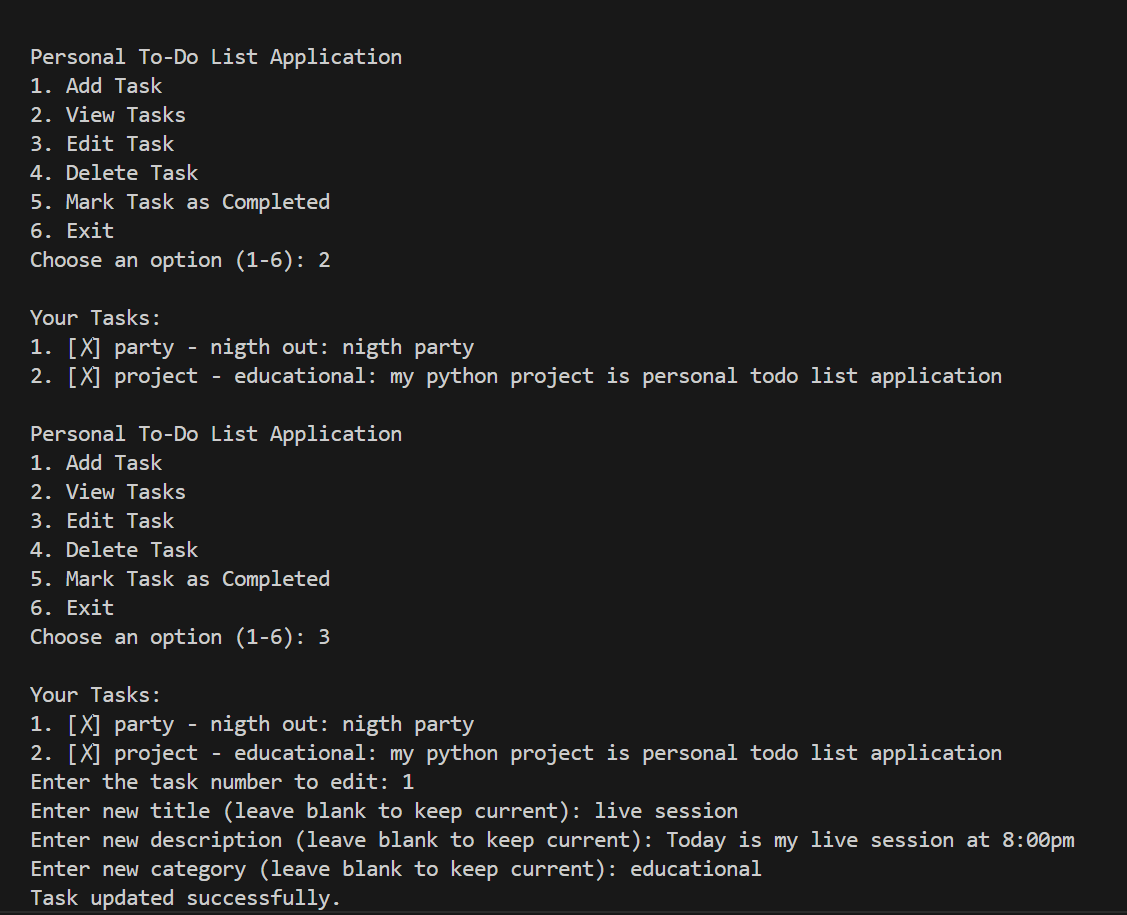 Personal To-Do List Application
1. Add Task
2. View Tasks
3. Edit Task
4. Delete Task
5. Mark Task as Completed
6. Exit
Choose an option (1-6): 2
Your Tasks:
1. [✗] party - nigth out: nigth party
2. [✗] project - educational: my python project is personal todo list application
Personal To-Do List Application
1. Add Task
2. View Tasks
3. Edit Task
4. Delete Task
5. Mark Task as Completed
6. Exit
Choose an option (1-6): 3
Your Tasks:
1. [✗] party - nigth out: nigth party
2. [✗] project - educational: my python project is personal todo list application
Enter the task number to edit: 1
Enter new title (leave blank to keep current): live session
Enter new description (leave blank to keep current): Today is my live session at 8:00pm
Enter new category (leave blank to keep current): educational
Task updated successfully.